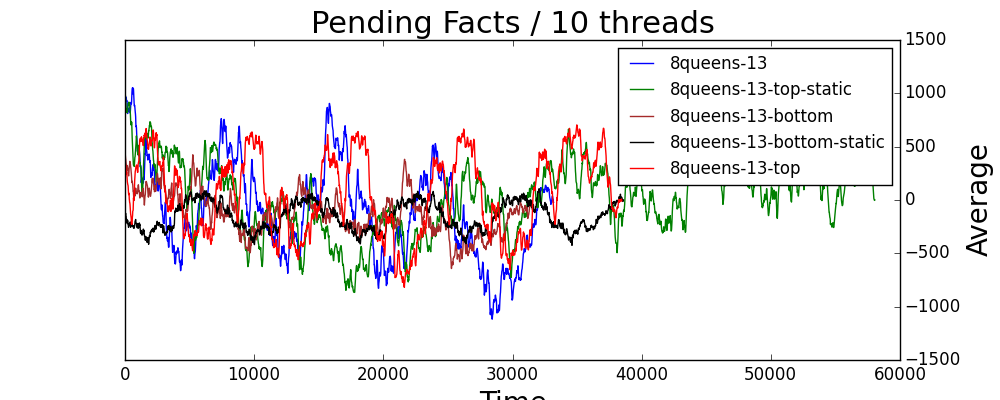 Pending Facts / 10 threads
8queens-13
8queens-13-top-static
8queens-13-bottom
8queens-13-bottom-static
8queens-13-top
1500
1000
500
0
−500
−1000
−1500
Average
0 10000 20000 30000 40000 50000 60000
Time